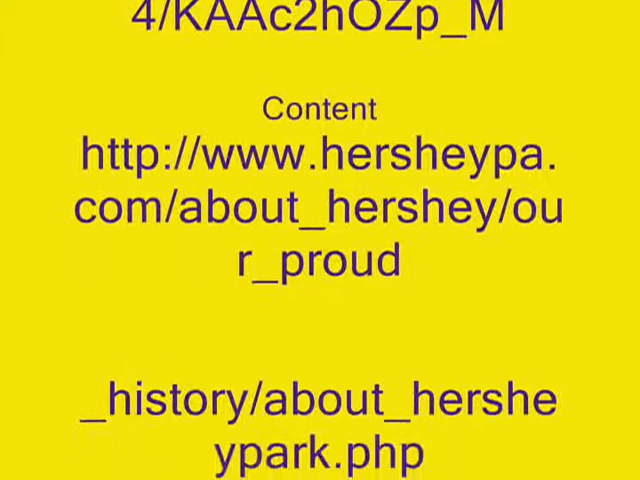 4/KAAc2hOZp_M
Content
http://www.hersheypa.
com/about_hershey/ou
r_proud
_history/about_hershe
ypark.php